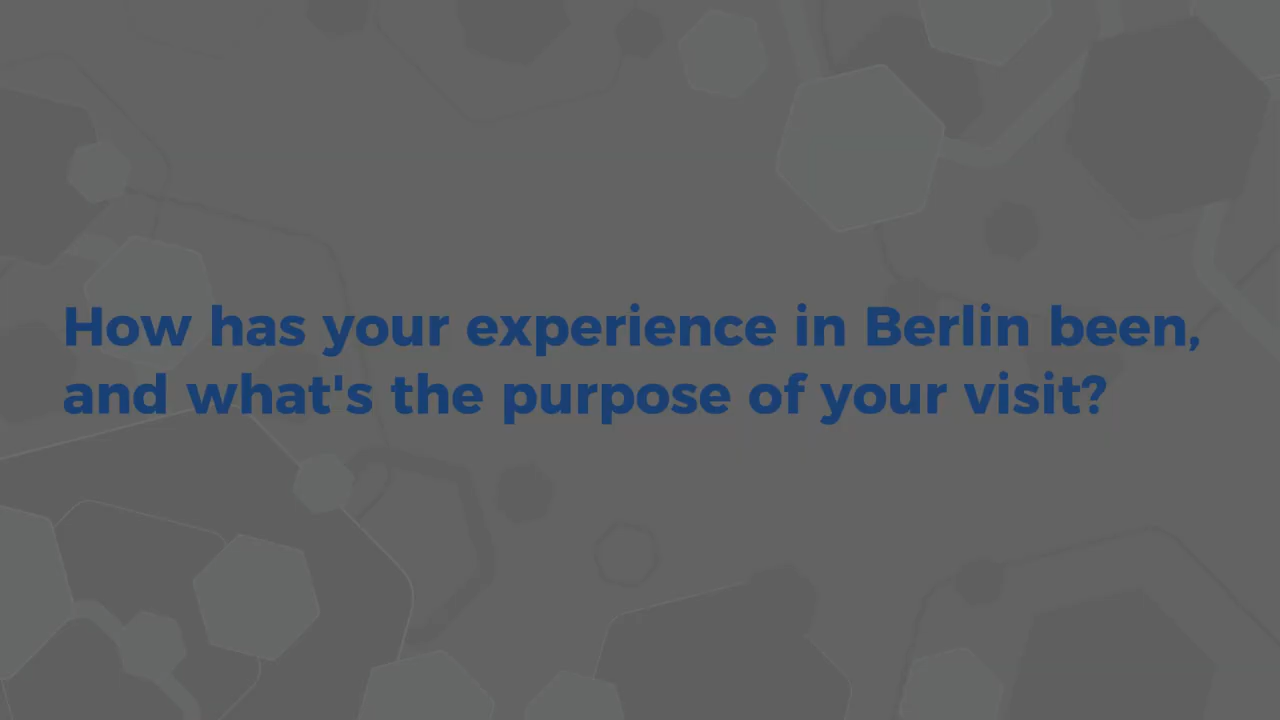 How has your experience in Berlin been,
and what's the purpose of your visit?